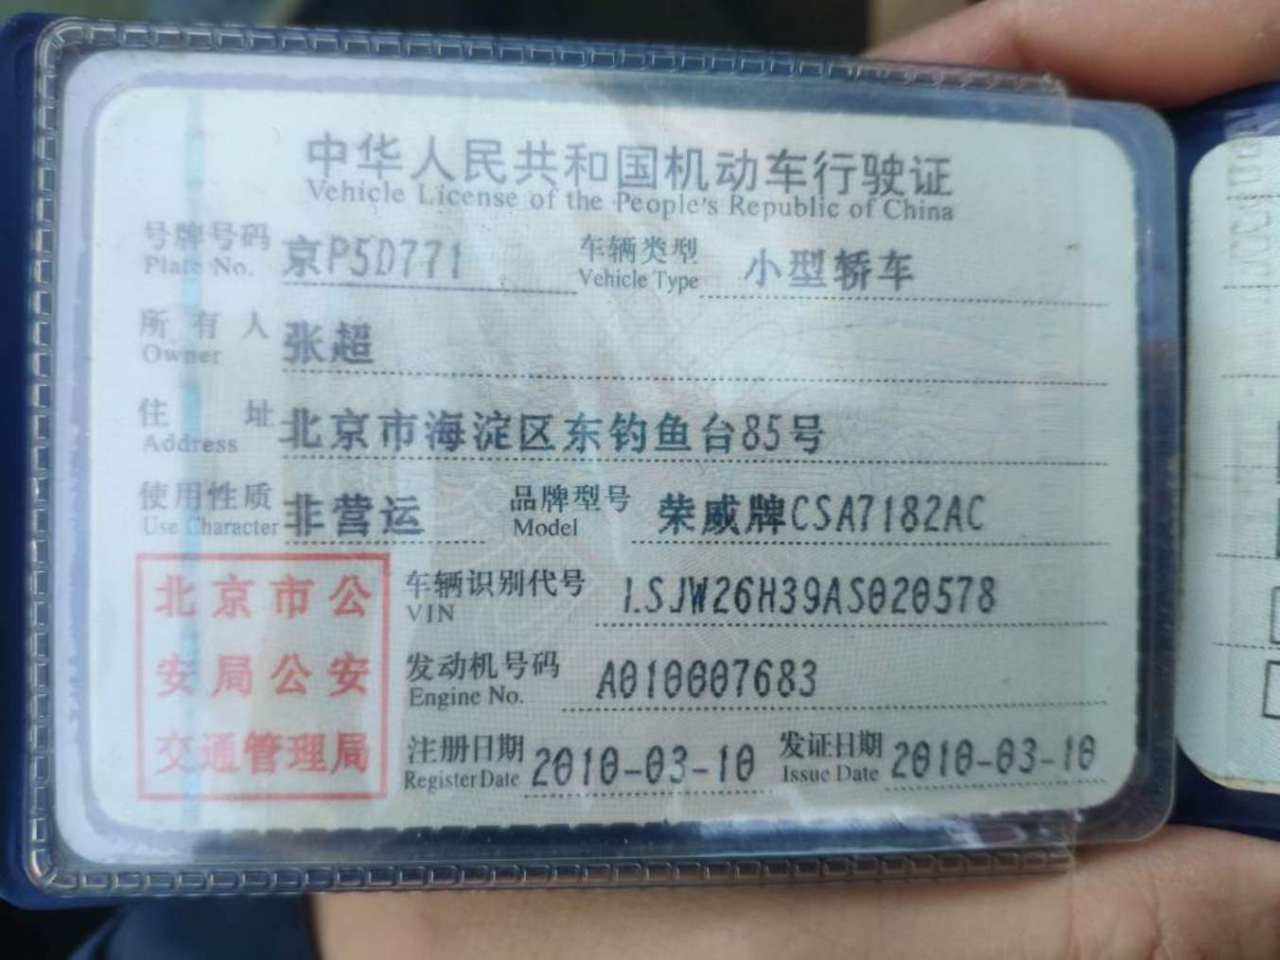 中华人民共和国机动车行驶证
Vehicle License of the People's Republic of China
号牌号码 京P5D771 车辆类型 小型轿车
Plate No. Vehicle Type
所有人 张超
Owner
住址 北京市海淀区东钓鱼台85号
Address
使用性质 非营运 品牌型号 荣威牌CSA7182AC
Use Character Model
北京市公
安局公安
交通管理局
车辆识别代号 LSJW26H39AS020578
VIN
发动机号码 A010007683
Engine No.
注册日期 2010-03-10 发证日期 2010-03-10
Register Date Issue Date